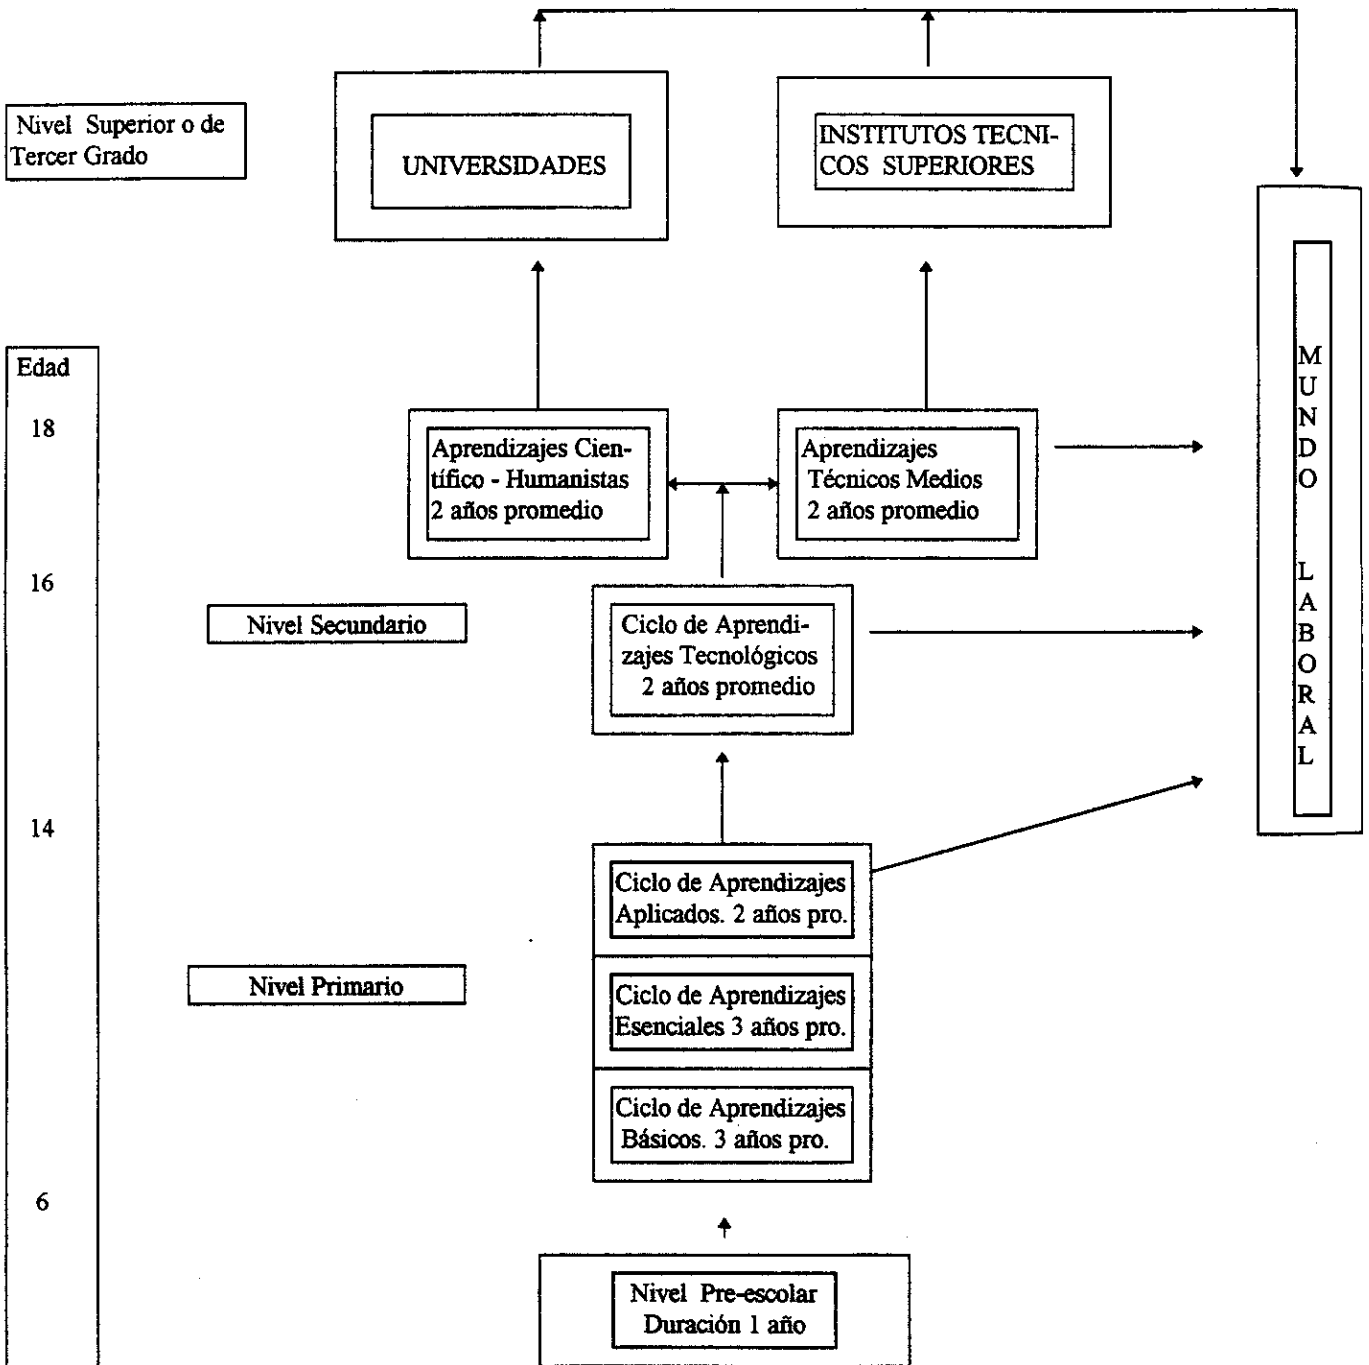 Nivel Superior o de
Tercer Grado
UNIVERSIDADES
INSTITUTOS TECNI-
COS SUPERIORES
Edad
18
16
14
6
Aprendizajes Cien-
tífico - Humanistas
2 años promedio
Aprendizajes
Técnicos Medios
2 años promedio
MUNDO LABORAL
Nivel Secundario
Ciclo de Aprendi-
zajes Tecnológicos
2 años promedio
Ciclo de Aprendizajes
Aplicados. 2 años pro.
Nivel Primario
Ciclo de Aprendizajes
Esenciales 3 años pro.
Ciclo de Aprendizajes
Básicos. 3 años pro.
Nivel Pre-escolar
Duración 1 año